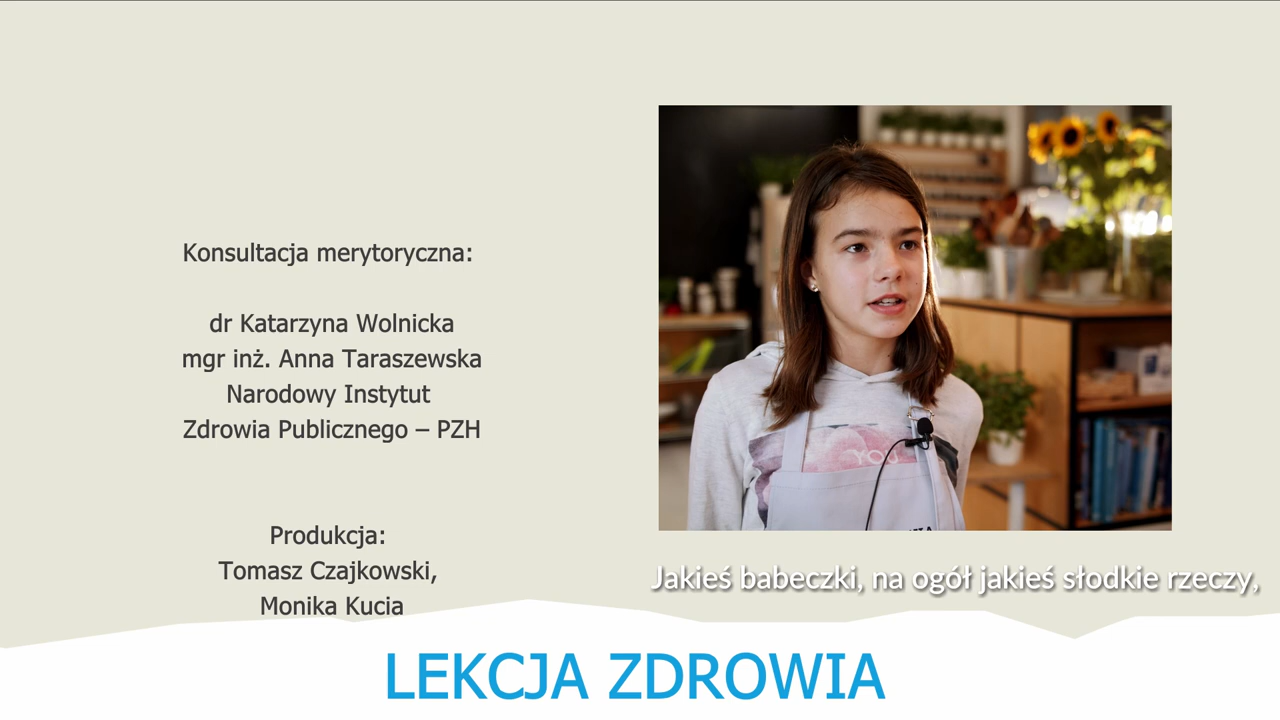 Konsultacja merytoryczna:
dr Katarzyna Wolnicka
mgr inż. Anna Taraszewska
Narodowy Instytut
Zdrowia Publicznego – PZH
Produkcja:
Tomasz Czajkowski,
Monika Kucia
YOU
Jakieś babeczki, na ogół jakieś słodkie rzeczy,
LEKCJA ZDROWIA